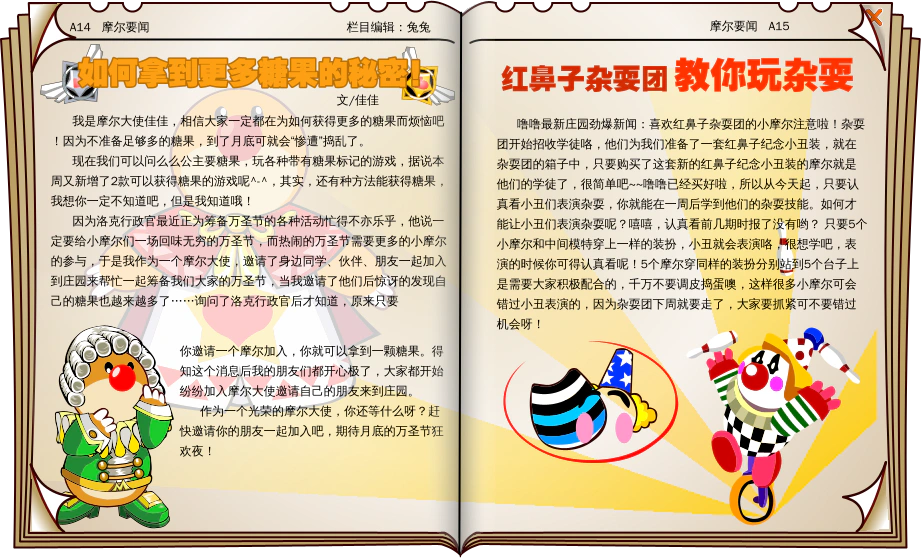 A14 摩尔要闻
栏目编辑：兔兔
如何拿到更多糖果的秘密！
文/佳佳
我是摩尔大使佳佳，相信大家一定都在为如何获得更多的糖果而烦恼吧
！因为不准备足够多的糖果，到了月底可就会“惨遭”捣乱了。
现在我们可以问么么公主要糖果，玩各种带有糖果标记的游戏，据说本
周又新增了2款可以获得糖果的游戏呢^-^，其实，还有种方法能获得糖果，
我想你一定不知道吧，但是我知道哦！
因为洛克行政官最近正为筹备万圣节的各种活动忙得不亦乐乎，他说一
定要给小摩尔们一场回味无穷的万圣节，而热闹的万圣节需要更多的小摩尔
的参与，于是我作为一个摩尔大使，邀请了身边同学、伙伴、朋友一起加入
到庄园来帮忙一起筹备我们大家的万圣节，当我邀请了他们后惊讶的发现自
己的糖果也越来越多了……询问了洛克行政官后才知道，原来只要
你邀请一个摩尔加入，你就可以拿到一颗糖果。得
知这个消息后我的朋友们都开心极了，大家都开始
纷纷加入摩尔大使邀请自己的朋友来到庄园。
作为一个光荣的摩尔大使，你还等什么呀？赶
快邀请你的朋友一起加入吧，期待月底的万圣节狂
欢夜！
摩尔要闻 A15
红鼻子杂耍团 教你玩杂耍
噜噜最新庄园劲爆新闻：喜欢红鼻子杂耍团的小摩尔注意啦！杂耍
团开始招收学徒咯，他们为我们准备了一套红鼻子纪念小丑装，就在
杂耍团的箱子中，只要购买了这套新的红鼻子纪念小丑装的摩尔就是
他们的学徒了，很简单吧~~噜噜已经买好啦，所以从今天起，只要认
真看小丑们表演杂耍，你就能在一周后学到他们的杂耍技能。如何才
能让小丑们表演杂耍呢？嘻嘻，认真看前几期时报了没有哟？ 只要5个
小摩尔和中间模特穿上一样的装扮，小丑就会表演咯，很想学吧，表
演的时候你可得认真看呢！5个摩尔穿同样的装扮分别站到5个台子上
是需要大家积极配合的，千万不要调皮捣蛋噢，这样很多小摩尔可会
错过小丑表演的，因为杂耍团下周就要走了，大家要抓紧可不要错过
机会呀！